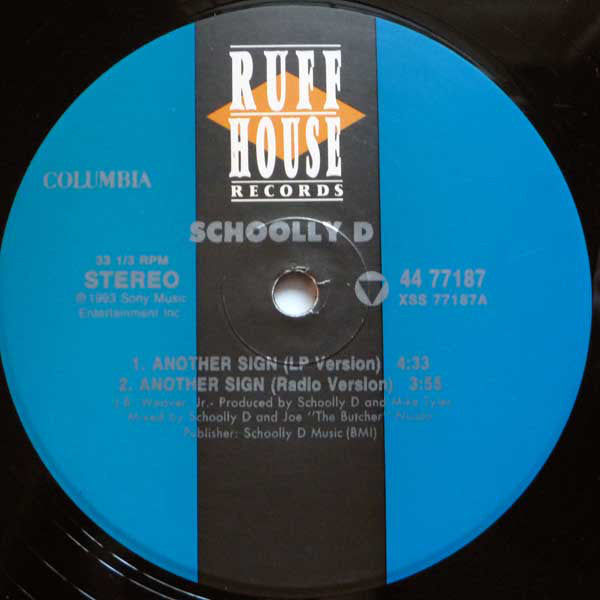 RUFF
HOUSE
RECORDS
COLUMBIA
SCHOOLLY D
33 1/3 RPM
STEREO
℗ 1993 Sony Music
Entertainment Inc
44 77187
XSS 77187A
1. ANOTHER SIGN (LP Version) 4:33
2. ANOTHER SIGN (Radio Version) 3:55
-J.B. Weaver, Jr.- Produced by Schoolly D and Mike Tyler
Mixed by Schoolly D and Joe "The Butcher" Nicolo
Publisher: Schoolly D Music (BMI)